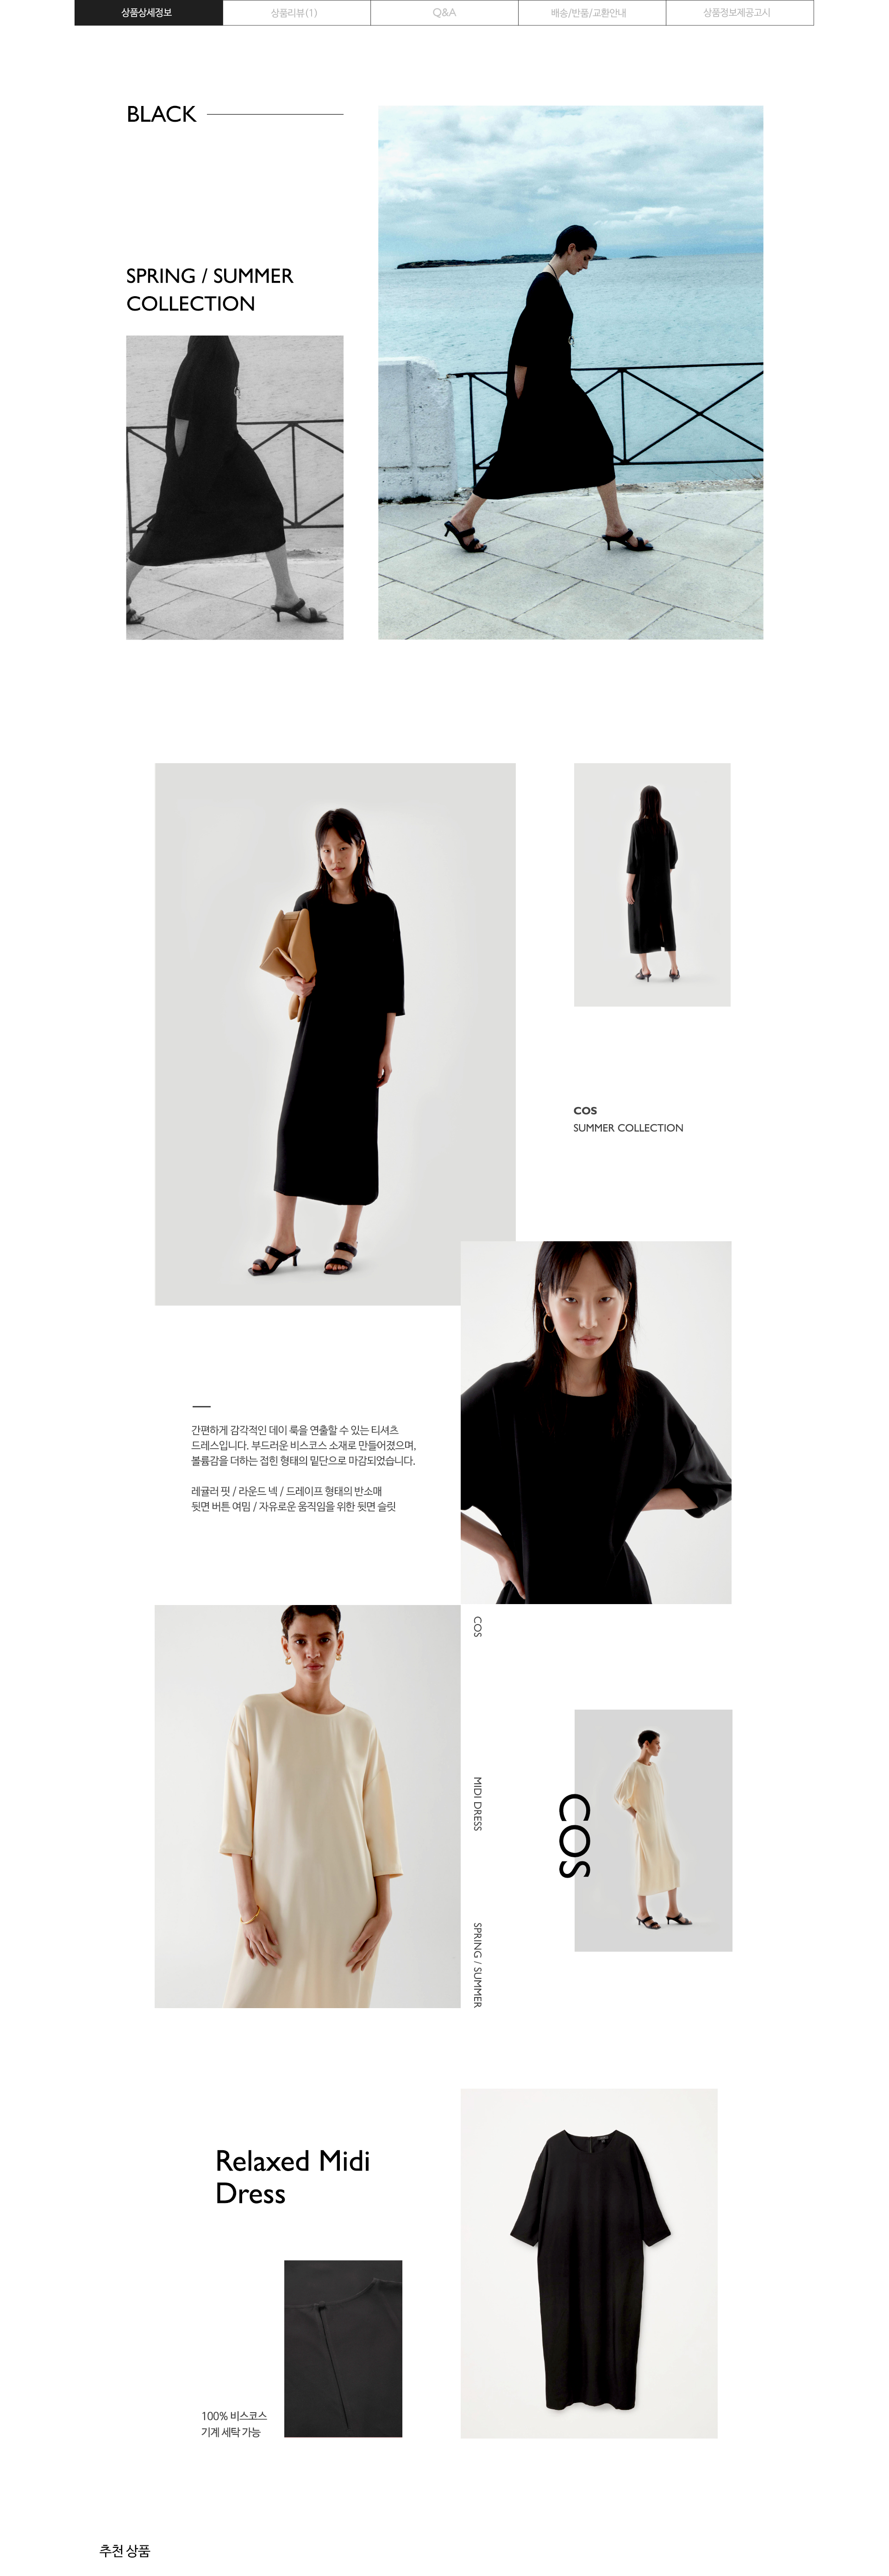 상품상세정보
상품리뷰(1)
Q&A
배송/반품/교환안내
상품정보제공고시
BLACK
SPRING / SUMMER
COLLECTION
COS
SUMMER COLLECTION
간편하게 감각적인 데이 룩을 연출할 수 있는 티셔츠
드레스입니다. 부드러운 비스코스 소재로 만들어졌으며,
볼륨감을 더하는 접힌 형태의 밑단으로 마감되었습니다.
레귤러 핏 / 라운드 넥 / 드레이프 형태의 반소매
뒷면 버튼 여밈 / 자유로운 움직임을 위한 뒷면 슬릿
COS
MIDI DRESS
SPRING / SUMMER
COS
Relaxed Midi
Dress
100% 비스코스
기계 세탁 가능
추천 상품